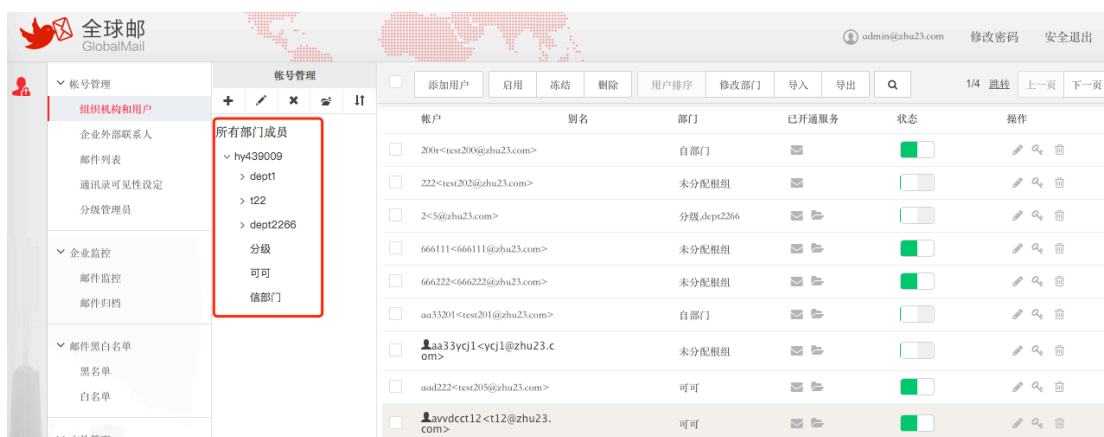 全球邮
GlobalMail
admin@zhu23.com 修改密码 安全退出
帐号管理
组织机构和用户
企业外部联系人
邮件列表
通讯录可见性设定
分级管理员
企业监控
邮件监控
邮件归档
邮件黑白名单
黑名单
白名单
帐号管理
所有部门成员
hy439009
dept1
t22
dept2266
分级
可可
信部门
添加用户 启用 冻结 删除 用户排序 修改部门 导入 导出 1/4 跳转 上一页 下一页
帐户 别名 部门 已开通服务 状态 操作
200r<test200@zhu23.com> 自部门
222<test202@zhu23.com> 未分配根组
2<5@zhu23.com> 分级,dept2266
666111<666111@zhu23.com> 未分配根组
666222<666222@zhu23.com> 未分配根组
aa33201<test201@zhu23.com> 自部门
aa33ycj1<ycj1@zhu23.c
om> 未分配根组
aad222<test205@zhu23.com> 可可
avvdcct12<t12@zhu23.
com> 可可